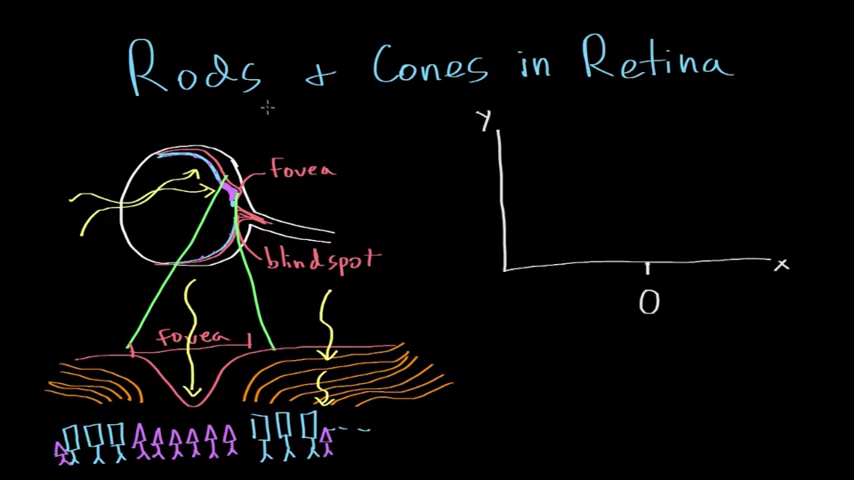 Rods + Cones in Retina
y
Fovea
blindspot
x
0
Fovea